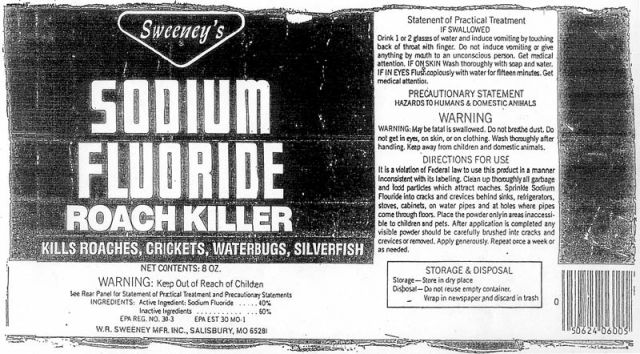 Sweeney's
SODIUM
FLUORIDE
ROACH KILLER
KILLS ROACHES, CRICKETS, WATERBUGS, SILVERFISH
NET CONTENTS: 8 OZ.
WARNING: Keep Out of Reach of Children
See Rear Panel for Statement of Practical Treatment and Precautionary Statements
INGREDIENTS: Active Ingredient: Sodium Fluoride ..... 40%
Inactive Ingredients ............. 60%
EPA REG. NO. 3I-3 EPA EST 30 MO-1
W.R. SWEENEY MFR. INC., SALISBURY, MO 65281
Statenent of Practical Treatment
IF SWALLOWED
Drink 1 or 2 glasses of water and induce vomiting by touching
back of throat with finger. Do not induce vomiting or give
anything by mouth to an unconscious person. Get medical
attention. IF ON SKIN Wash thoroughly with soap and water.
IF IN EYES Flush copiously with water for fifteen minutes. Get
medical attention.
PRECAUTIONARY STATEMENT
HAZARDS TO HUMANS & DOMESTIC ANIMALS
WARNING
WARNING: May be fatal is swallowed. Do not breathe dust. Do
not get in eyes, on skin, or on clothing. Wash thoroughly after
handling. Keep away from children and domestic animals.
DIRECTIONS FOR USE
It is a violation of Federal law to use this product in a manner
inconsistent with its labeling. Clean up thoroughly all garbage
and food particles which attract roaches. Sprinkle Sodium
Flouride into cracks and crevices behind sinks, refrigerators,
stoves, cabinets, on water pipes and at holes where pipes
come through floors. Place the powder only in areas inaccessi-
ble to children and pets. After application is completed any
visible powder should be carefully brushed into cracks and
crevices or removed. Apply generously. Repeat once a week or
as needed.
STORAGE & DISPOSAL
Storage — Store in dry place
Disposal — Do not reuse empty container.
Wrap in newspaper and discard in trash
0
50624-06005